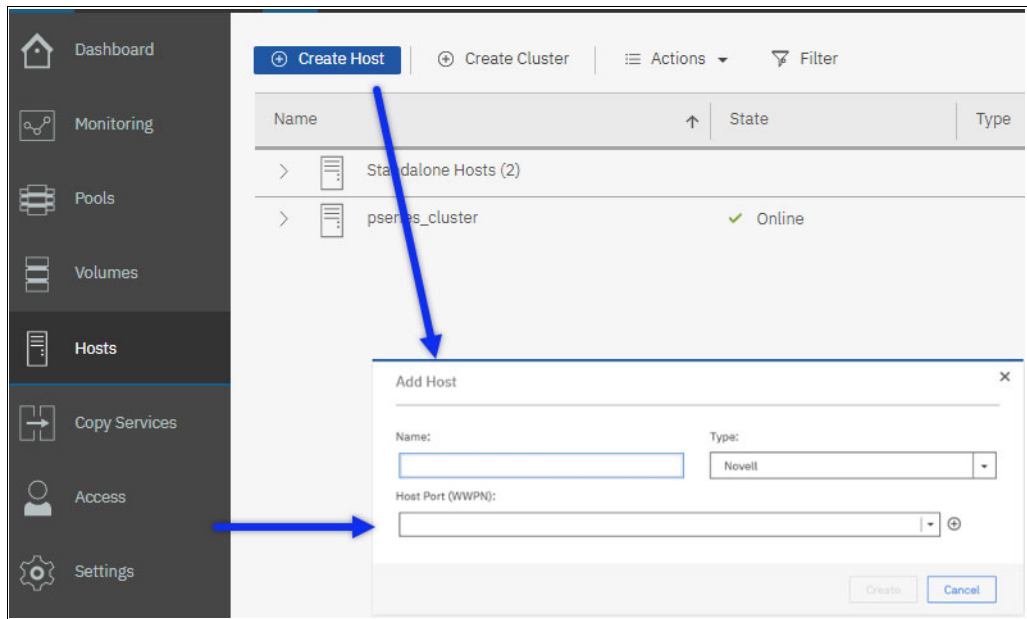 Dashboard
Monitoring
Pools
Volumes
Hosts
Copy Services
Access
Settings
Create Host
Create Cluster
Actions
Filter
Name
State
Type
Standalone Hosts (2)
pseries_cluster
Online
Add Host
Name:
Type:
Novell
Host Port (WWPN):
Create
Cancel